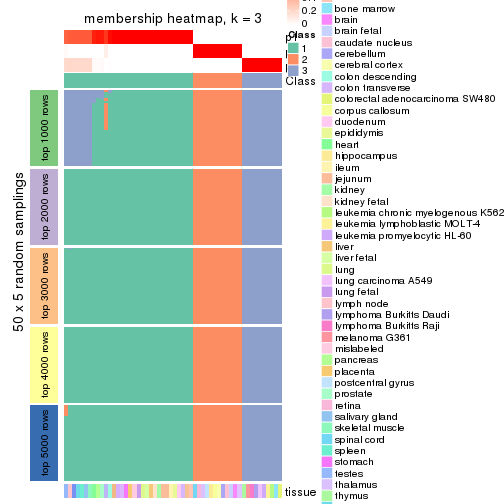 membership heatmap, k = 3
0.2
0
Class
1
2
3
Class
50 x 5 random samplings
top 1000 rows
top 2000 rows
top 3000 rows
top 4000 rows
top 5000 rows
tissue
bone marrow
brain
brain fetal
caudate nucleus
cerebellum
cerebral cortex
colon descending
colon transverse
colorectal adenocarcinoma SW480
corpus callosum
duodenum
epididymis
heart
hippocampus
ileum
jejunum
kidney
kidney fetal
leukemia chronic myelogenous K562
leukemia lymphoblastic MOLT-4
leukemia promyelocytic HL-60
liver
liver fetal
lung
lung carcinoma A549
lung fetal
lymph node
lymphoma Burkitts Daudi
lymphoma Burkitts Raji
melanoma G361
mislabeled
pancreas
placenta
postcentral gyrus
prostate
retina
salivary gland
skeletal muscle
spinal cord
spleen
stomach
testes
thalamus
thymus